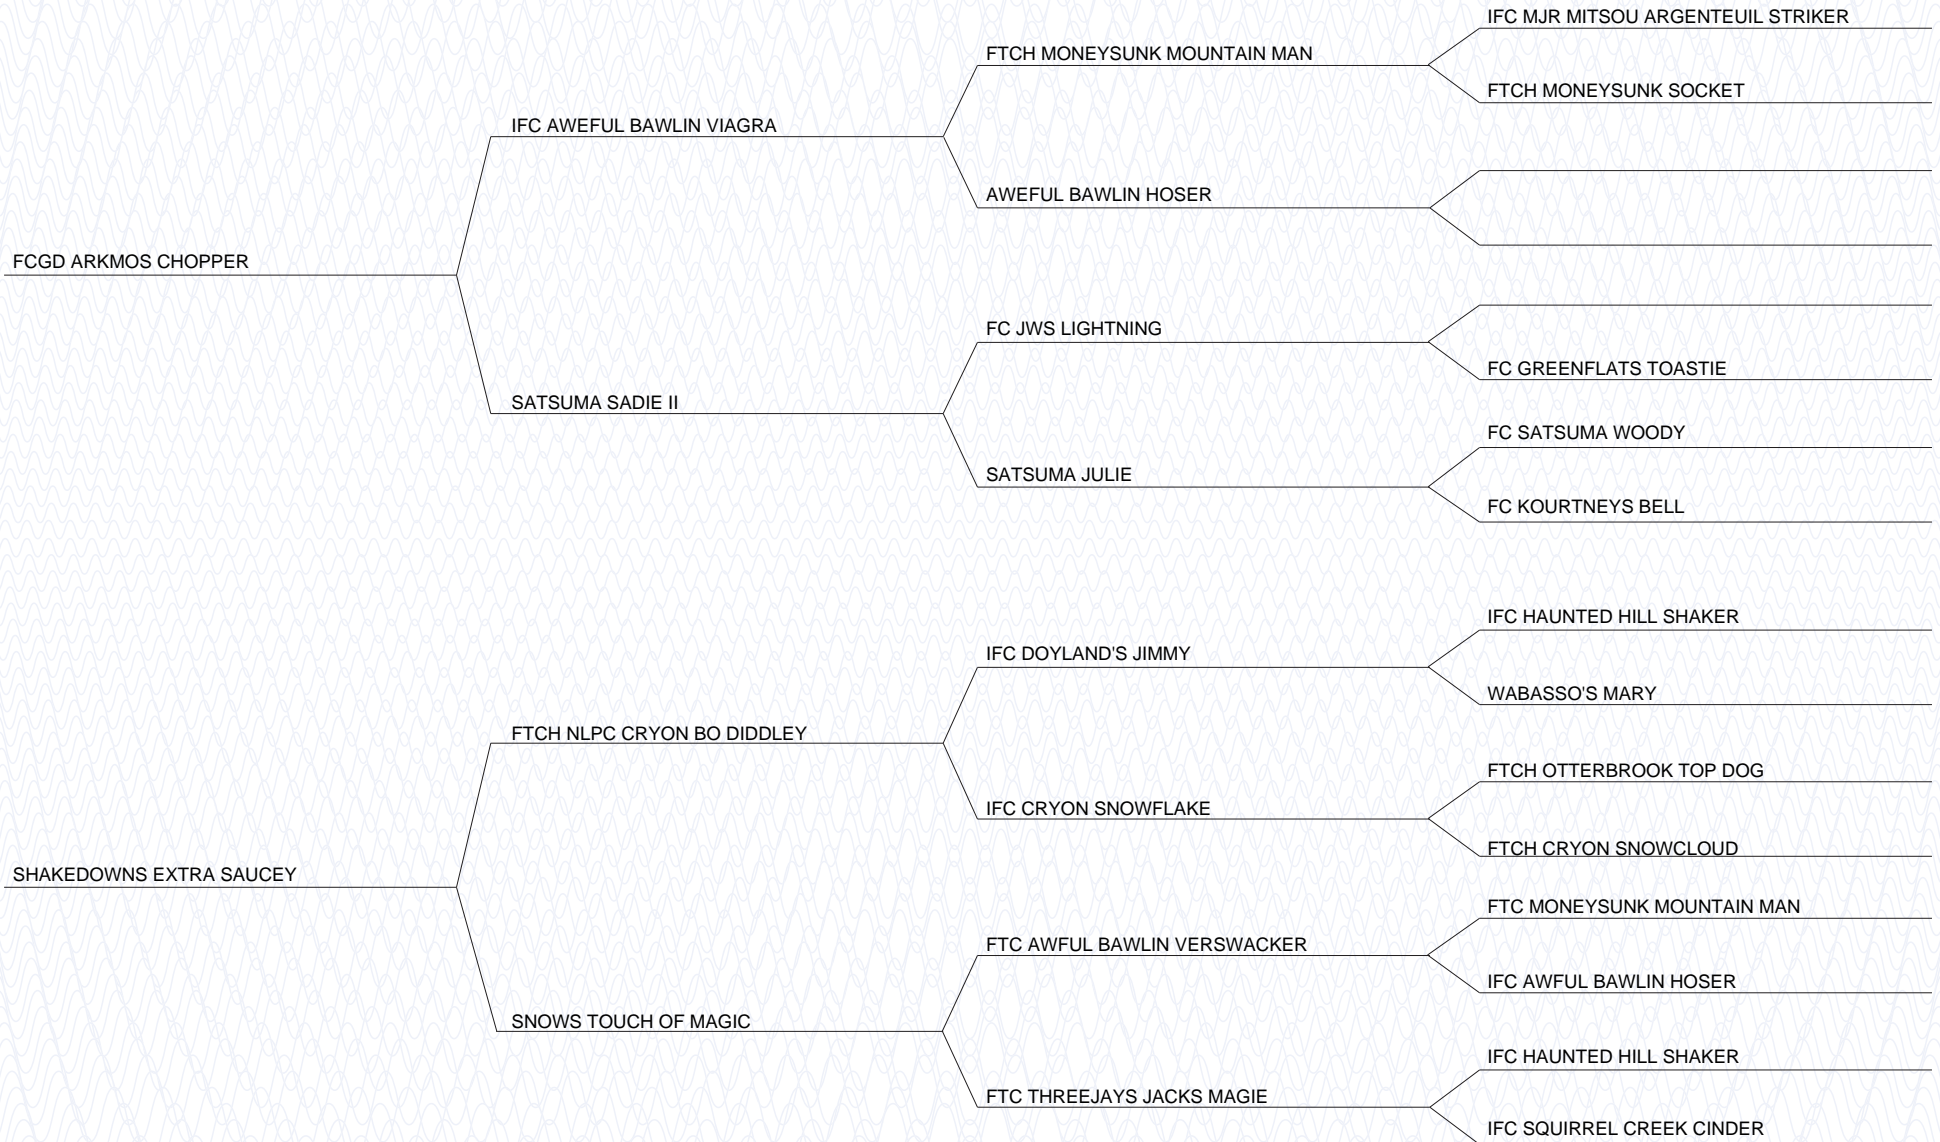 IFC MJR MITSOU ARGENTEUIL STRIKER
FTCH MONEYSUNK MOUNTAIN MAN
FTCH MONEYSUNK SOCKET
IFC AWEFUL BAWLIN VIAGRA
AWEFUL BAWLIN HOSER
FCGD ARKMOS CHOPPER
FC JWS LIGHTNING
FC GREENFLATS TOASTIE
SATSUMA SADIE II
FC SATSUMA WOODY
SATSUMA JULIE
FC KOURTNEYS BELL
IFC HAUNTED HILL SHAKER
IFC DOYLAND'S JIMMY
WABASSO'S MARY
FTCH NLPC CRYON BO DIDDLEY
FTCH OTTERBROOK TOP DOG
IFC CRYON SNOWFLAKE
FTCH CRYON SNOWCLOUD
SHAKEDOWNS EXTRA SAUCEY
FTC MONEYSUNK MOUNTAIN MAN
FTC AWFUL BAWLIN VERSWACKER
IFC AWFUL BAWLIN HOSER
SNOWS TOUCH OF MAGIC
IFC HAUNTED HILL SHAKER
FTC THREEJAYS JACKS MAGIE
IFC SQUIRREL CREEK CINDER